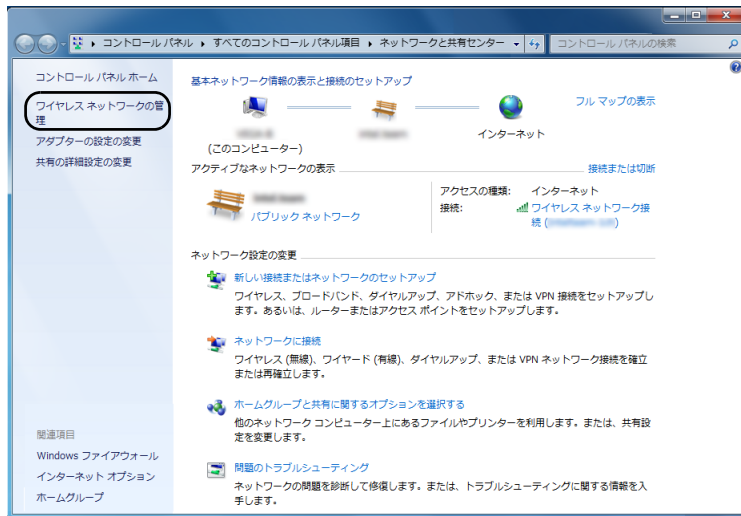 コントロール パネル ▸ すべてのコントロール パネル項目 ▸ ネットワークと共有センター
コントロール パネルの検索
コントロール パネル ホーム
ワイヤレス ネットワークの管
理
アダプターの設定の変更
共有の詳細設定の変更
基本ネットワーク情報の表示と接続のセットアップ
フル マップの表示
(このコンピューター)
インターネット
アクティブなネットワークの表示
接続または切断
パブリック ネットワーク
アクセスの種類: インターネット
接続: ワイヤレス ネットワーク接
続 ( )
ネットワーク設定の変更
新しい接続またはネットワークのセットアップ
ワイヤレス、ブロードバンド、ダイヤルアップ、アドホック、または VPN 接続をセットアップし
ます。あるいは、ルーターまたはアクセス ポイントをセットアップします。
ネットワークに接続
ワイヤレス (無線)、ワイヤード (有線)、ダイヤルアップ、または VPN ネットワーク接続を確立
または再確立します。
ホームグループと共有に関するオプションを選択する
他のネットワーク コンピューター上にあるファイルやプリンターを利用します。または、共有設
定を変更します。
問題のトラブルシューティング
ネットワークの問題を診断して修復します。または、トラブルシューティングに関する情報を入
手します。
関連項目
Windows ファイアウォール
インターネット オプション
ホームグループ